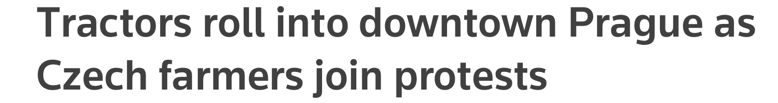 Tractors roll into downtown Prague as
Czech farmers join protests